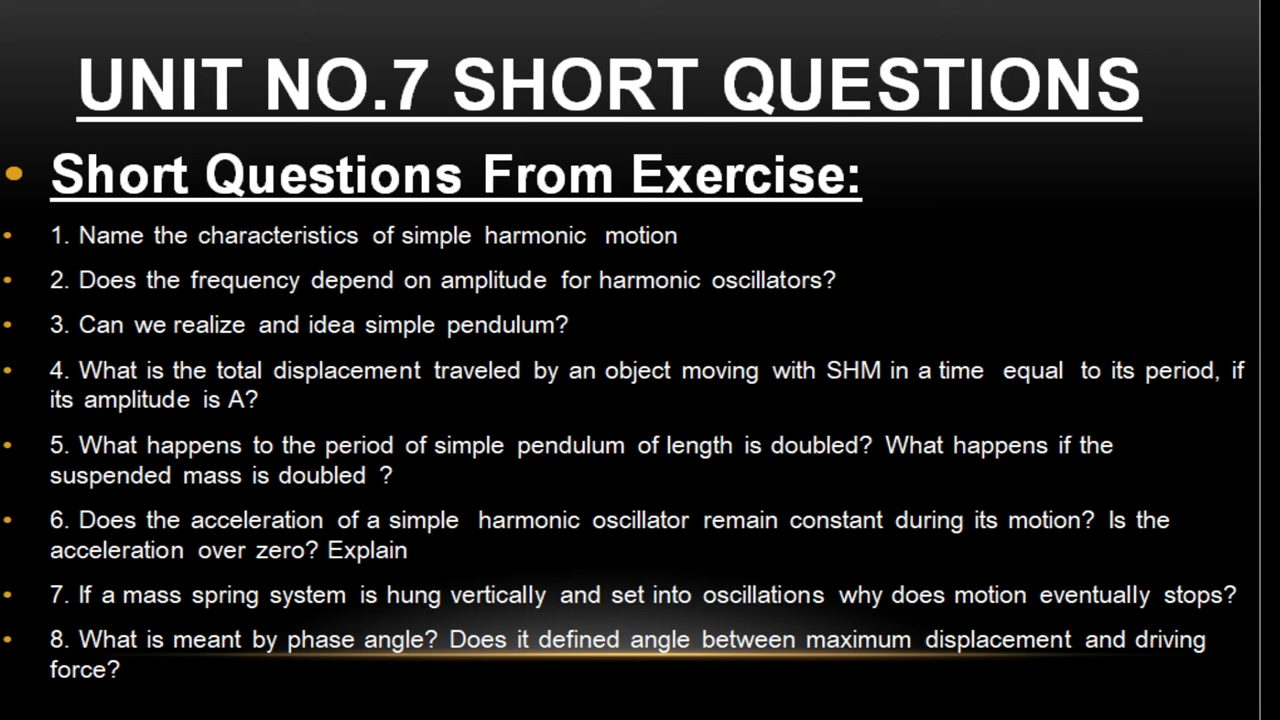 UNIT NO.7 SHORT QUESTIONS
• Short Questions From Exercise:
• 1. Name the characteristics of simple harmonic motion
• 2. Does the frequency depend on amplitude for harmonic oscillators?
• 3. Can we realize and idea simple pendulum?
• 4. What is the total displacement traveled by an object moving with SHM in a time equal to its period, if
its amplitude is A?
• 5. What happens to the period of simple pendulum of length is doubled? What happens if the
suspended mass is doubled ?
• 6. Does the acceleration of a simple harmonic oscillator remain constant during its motion? Is the
acceleration over zero? Explain
• 7. If a mass spring system is hung vertically and set into oscillations why does motion eventually stops?
• 8. What is meant by phase angle? Does it defined angle between maximum displacement and driving
force?